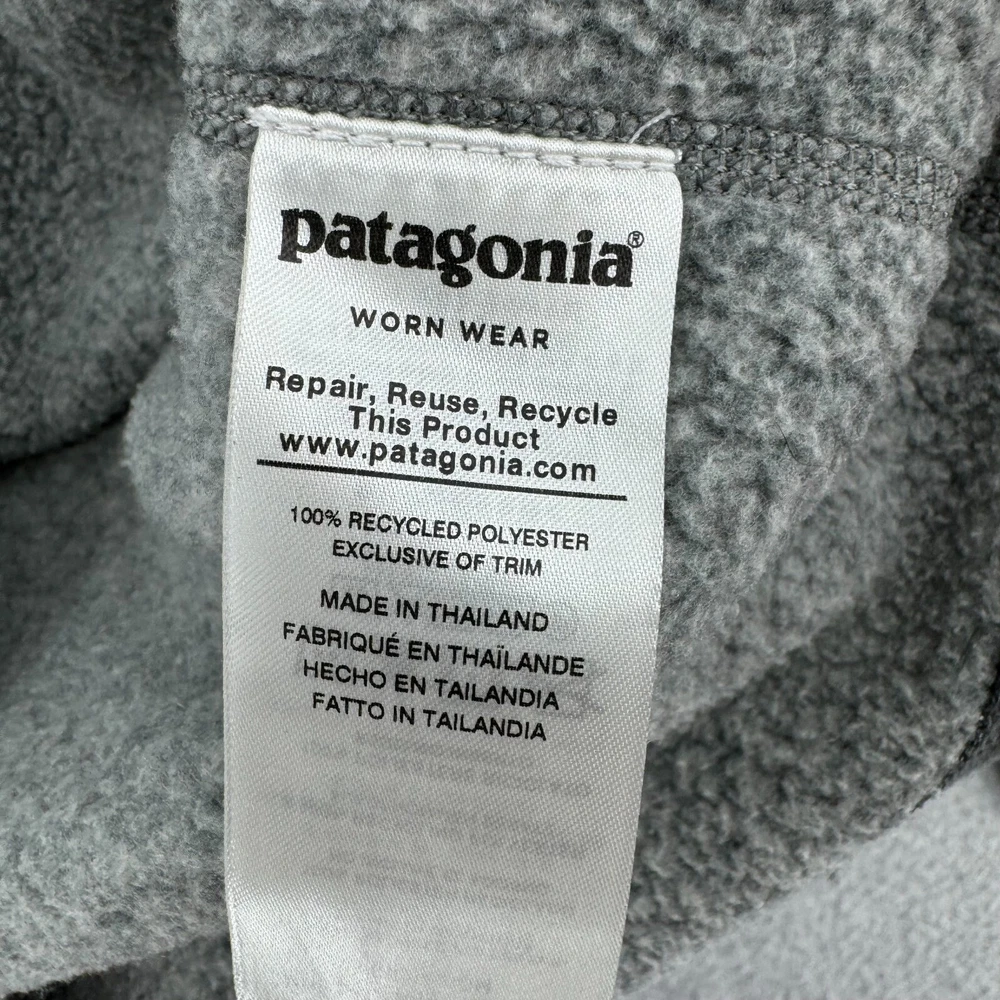 patagonia®
WORN WEAR
Repair, Reuse, Recycle
This Product
www.patagonia.com
100% RECYCLED POLYESTER
EXCLUSIVE OF TRIM
MADE IN THAILAND
FABRIQUÉ EN THAÏLANDE
HECHO EN TAILANDIA
FATTO IN TAILANDIA